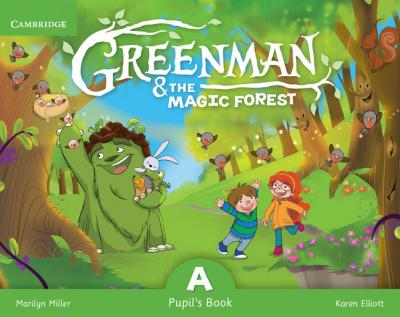 CAMBRIDGE
GREENMAN
& THE
MAGIC FOREST
A
Marilyn Miller
Pupil's Book
Karen Elliott